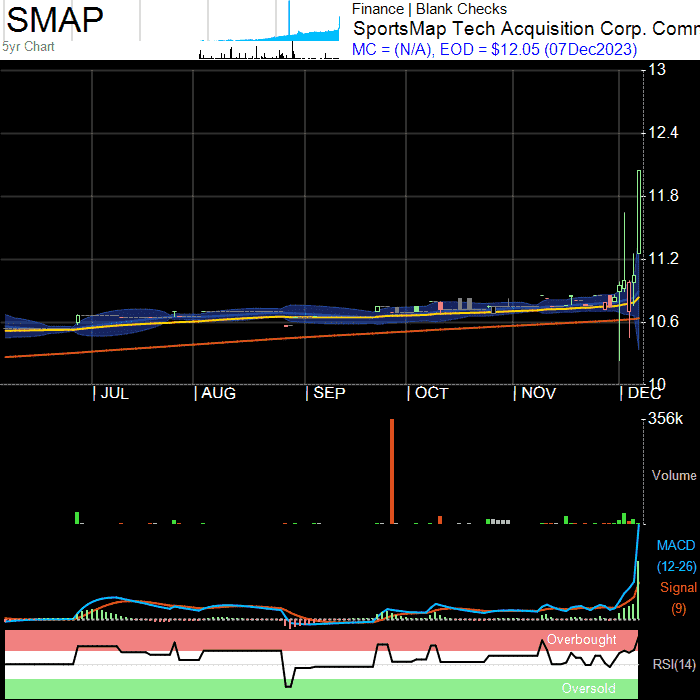 SMAP
5yr Chart
Finance | Blank Checks
SportsMap Tech Acquisition Corp. Comm
MC = (N/A), EOD = $12.05 (07Dec2023)
13
12.4
11.8
11.2
10.6
10
JUL
AUG
SEP
OCT
NOV
DEC
356k
Volume
MACD
(12-26)
Signal
(9)
Overbought
RSI(14)
Oversold